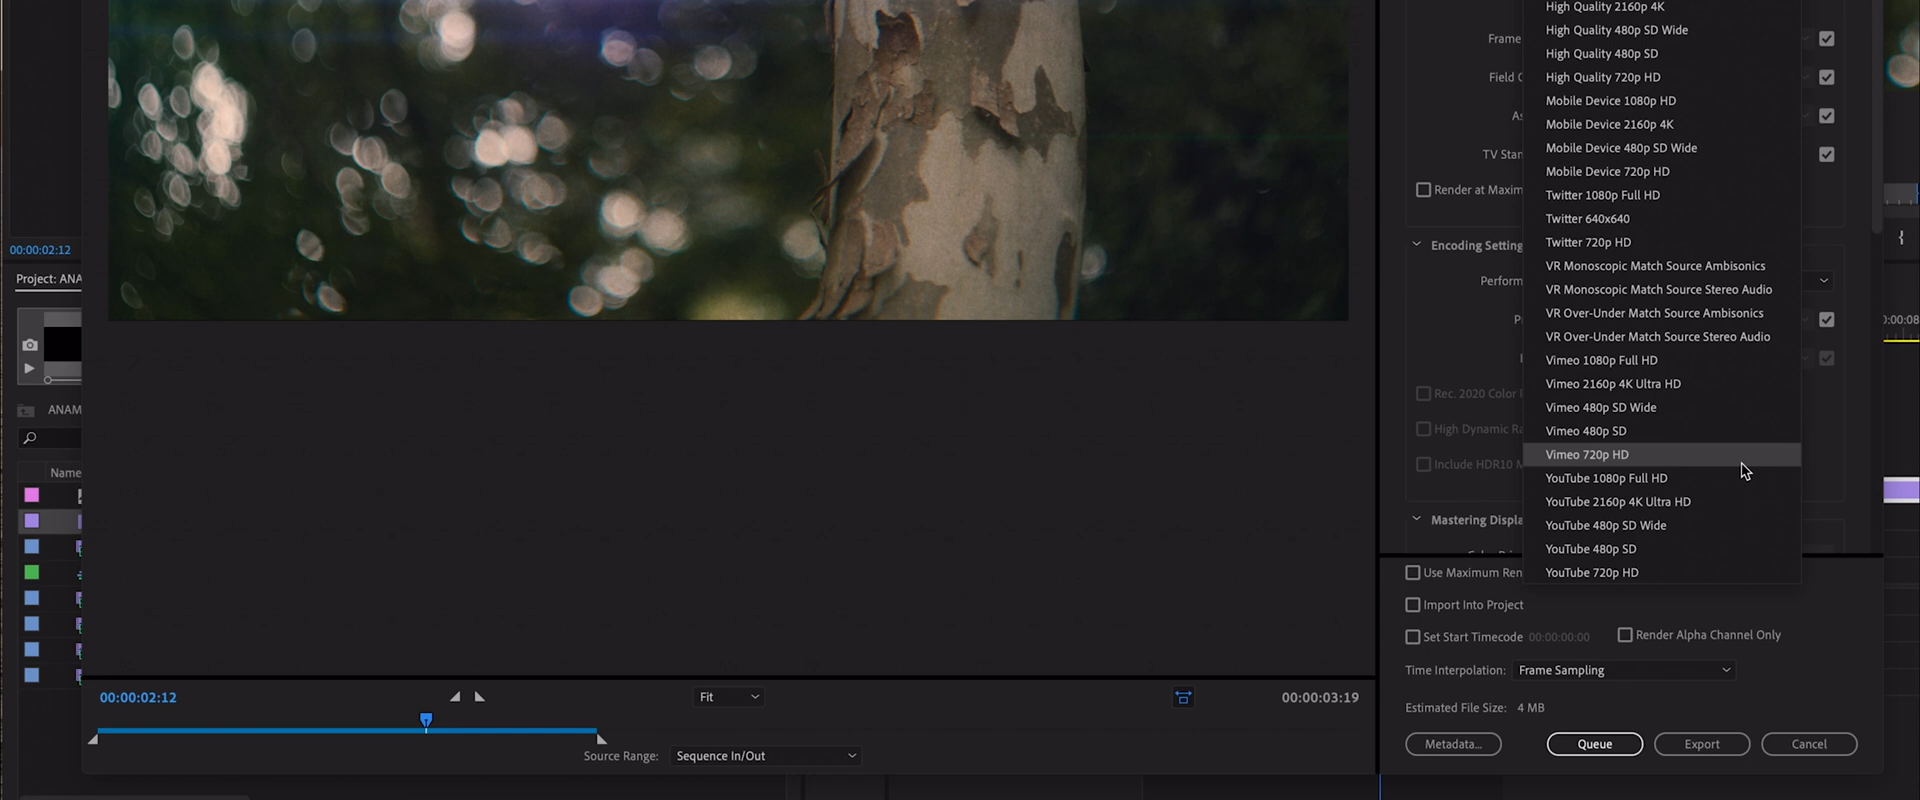 High Quality 2160p 4K
High Quality 480p SD Wide
High Quality 480p SD
High Quality 720p HD
Mobile Device 1080p HD
Mobile Device 2160p 4K
Mobile Device 480p SD Wide
Mobile Device 720p HD
Twitter 1080p Full HD
Twitter 640x640
Twitter 720p HD
VR Monoscopic Match Source Ambisonics
VR Monoscopic Match Source Stereo Audio
VR Over-Under Match Source Ambisonics
VR Over-Under Match Source Stereo Audio
Vimeo 1080p Full HD
Vimeo 2160p 4K Ultra HD
Vimeo 480p SD Wide
Vimeo 480p SD
Vimeo 720p HD
YouTube 1080p Full HD
YouTube 2160p 4K Ultra HD
YouTube 480p SD Wide
YouTube 480p SD
YouTube 720p HD
Frame
Field
TV Stan
Render at Maxim
Encoding Setting
Perform
Rec. 2020 Color
High Dynamic Ra
Include HDR10 M
Mastering Displa
Use Maximum Ren
Import Into Project
Set Start Timecode 00:00:00:00
Render Alpha Channel Only
Time Interpolation: Frame Sampling
Estimated File Size: 4 MB
Metadata...
Queue
Export
Cancel
00:00:02:12
Project: ANA
ANAM
Name
00:00:02:12
Fit
00:00:03:19
Source Range: Sequence In/Out
0:00:08